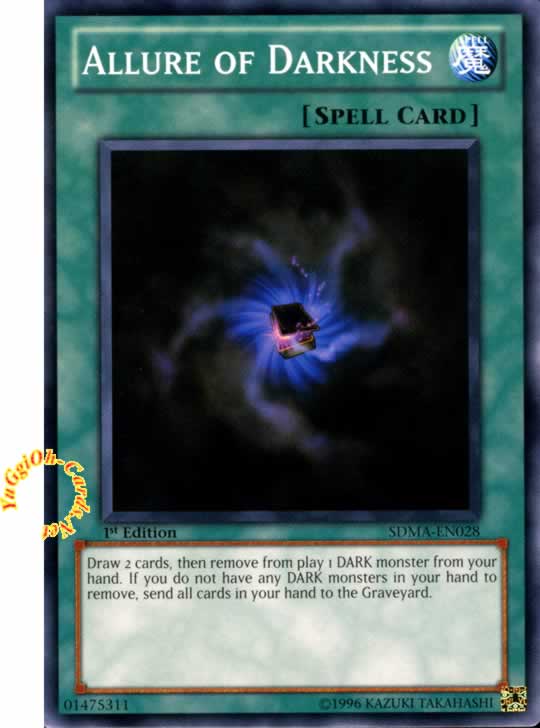 ALLURE OF DARKNESS
SPELL
魔
[SPELL CARD]
YuGgiOh-Cards.Net
1st Edition
SDMA-EN028
Draw 2 cards, then remove from play 1 DARK monster from your
hand. If you do not have any DARK monsters in your hand to
remove, send all cards in your hand to the Graveyard.
01475311
©1996 KAZUKI TAKAHASHI